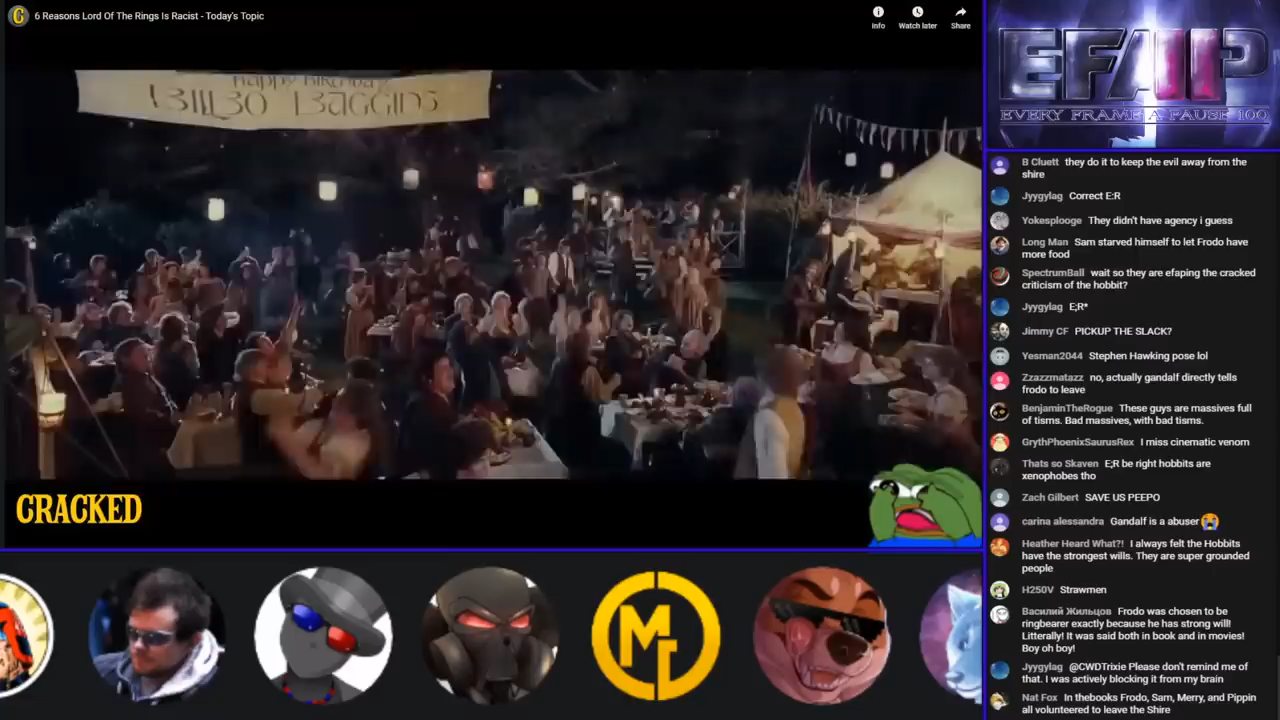 6 Reasons Lord Of The Rings Is Racist - Today's Topic
Info
Watch later
Share
Happy Birthday
BILBO BAGGINS
CRACKED
EFAP
EVERY FRAME A PAUSE 100
B Cluett they do it to keep the evil away from the
shire
Jyygylag Correct E:R
Yokesplooge They didn't have agency i guess
Long Man Sam starved himself to let Frodo have
more food
SpectrumBall wait so they are efaping the cracked
criticism of the hobbit?
Jyygylag E;R*
Jimmy CF PICKUP THE SLACK?
Yesman2044 Stephen Hawking pose lol
Zzazzmatazz no, actually gandalf directly tells
frodo to leave
BenjaminTheRogue These guys are massives full
of tisms. Bad massives, with bad tisms.
GrythPhoenixSaurusRex I miss cinematic venom
Thats so Skaven E;R be right hobbits are
xenophobes tho
Zach Gilbert SAVE US PEEPO
carina alessandra Gandalf is a abuser😭
Heather Heard What?! I always felt the Hobbits
have the strongest wills. They are super grounded
people
H250V Strawmen
Василий Жильцов Frodo was chosen to be
ringbearer exactly because he has strong will!
Litterally! It was said both in book and in movies!
Boy oh boy!
Jyygylag @CWDTrixie Please don't remind me of
that. I was actively blocking it from my brain
Nat Fox In thebooks Frodo, Sam, Merry, and Pippin
all volunteered to leave the Shire